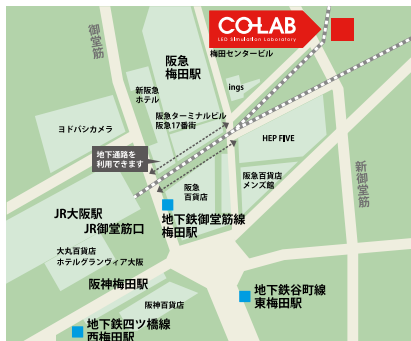 御堂筋
CO-LAB
LED Simulation Laboratory
梅田センタービル
阪急
梅田駅
新阪急
ホテル
ings
阪急ターミナルビル
阪急17番街
ヨドバシカメラ
HEP FIVE
地下通路を
利用できます
阪急百貨店
メンズ館
新御堂筋
阪急
百貨店
JR大阪駅
JR御堂筋口
地下鉄御堂筋線
梅田駅
大丸百貨店
ホテルグランヴィア大阪
阪神梅田駅
地下鉄谷町線
東梅田駅
阪神百貨店
地下鉄四ツ橋線
西梅田駅